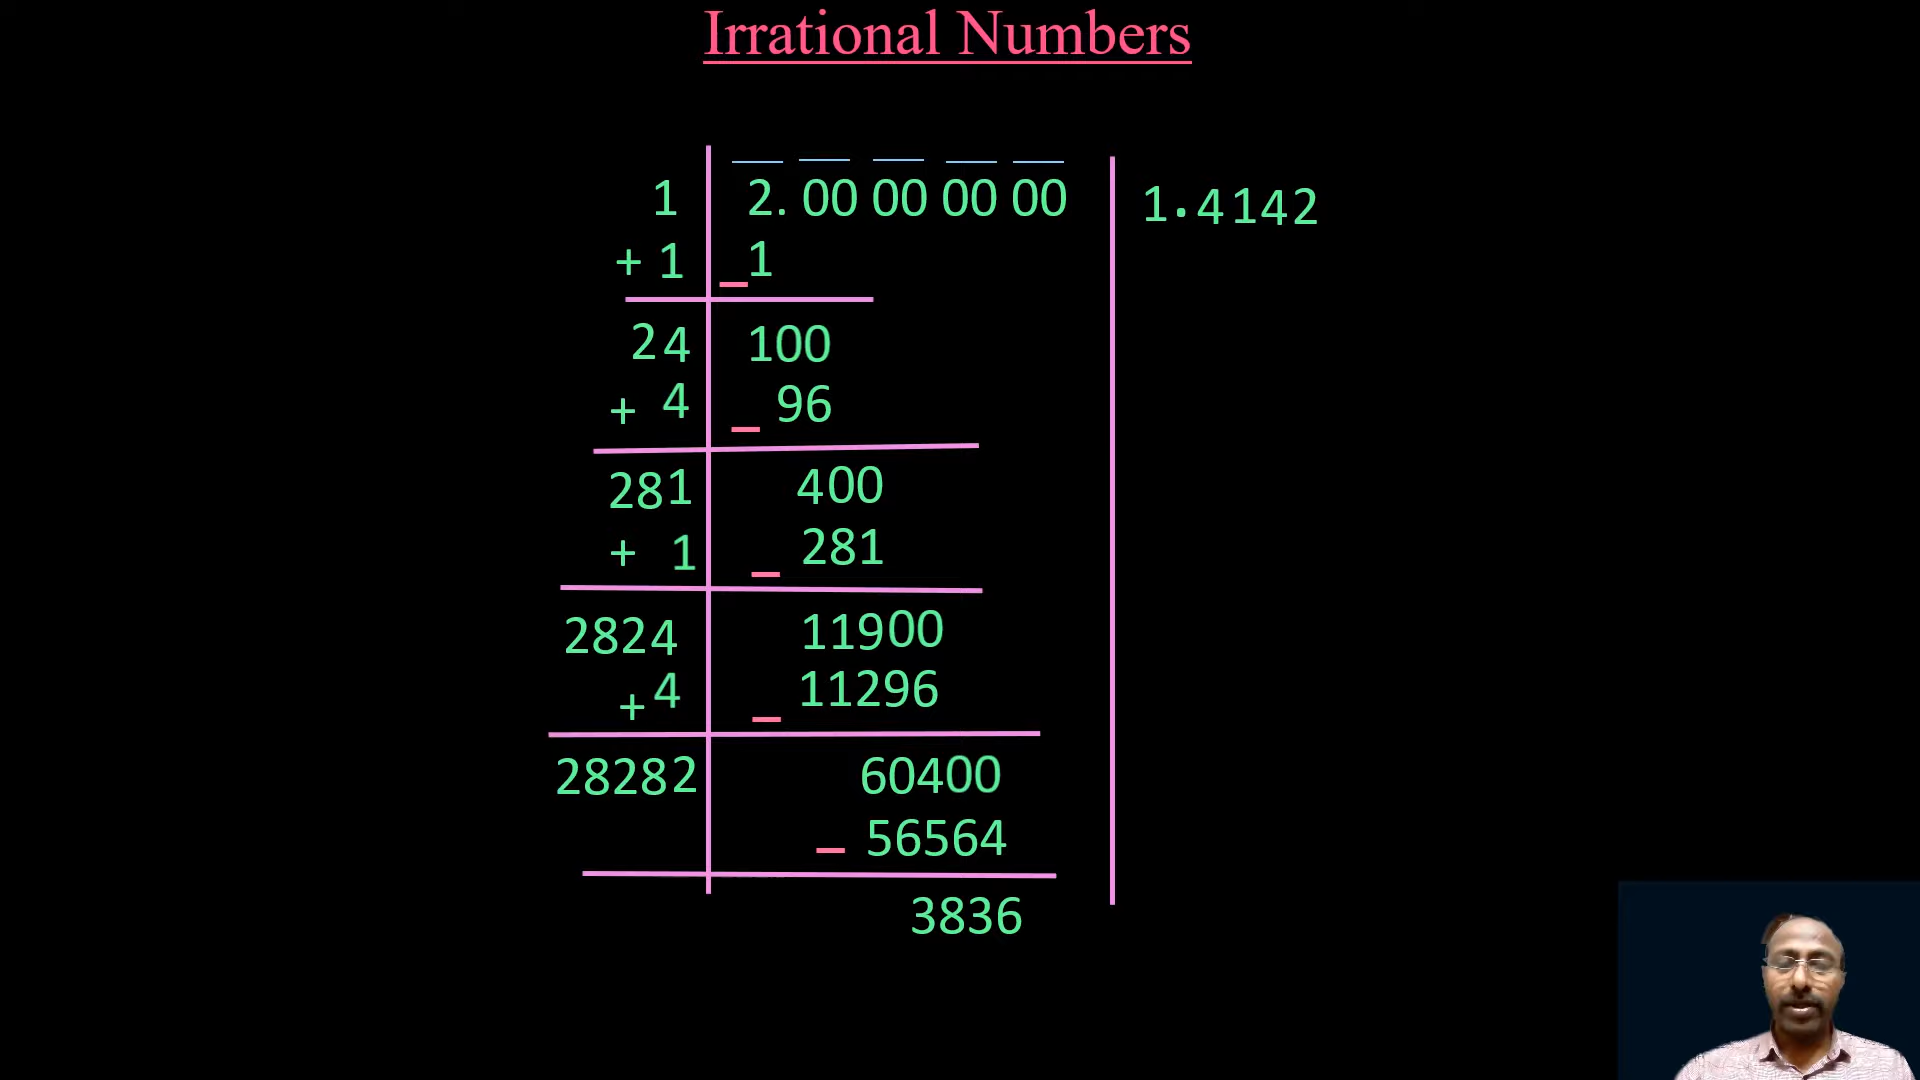 Irrational Numbers
1 2. 00 00 00 00 1.4142
+ 1 _ 1
24 100
+ 4 _ 96
281 400
+ 1 _ 281
2824 11900
+ 4 _ 11296
28282 60400
_ 56564
3836